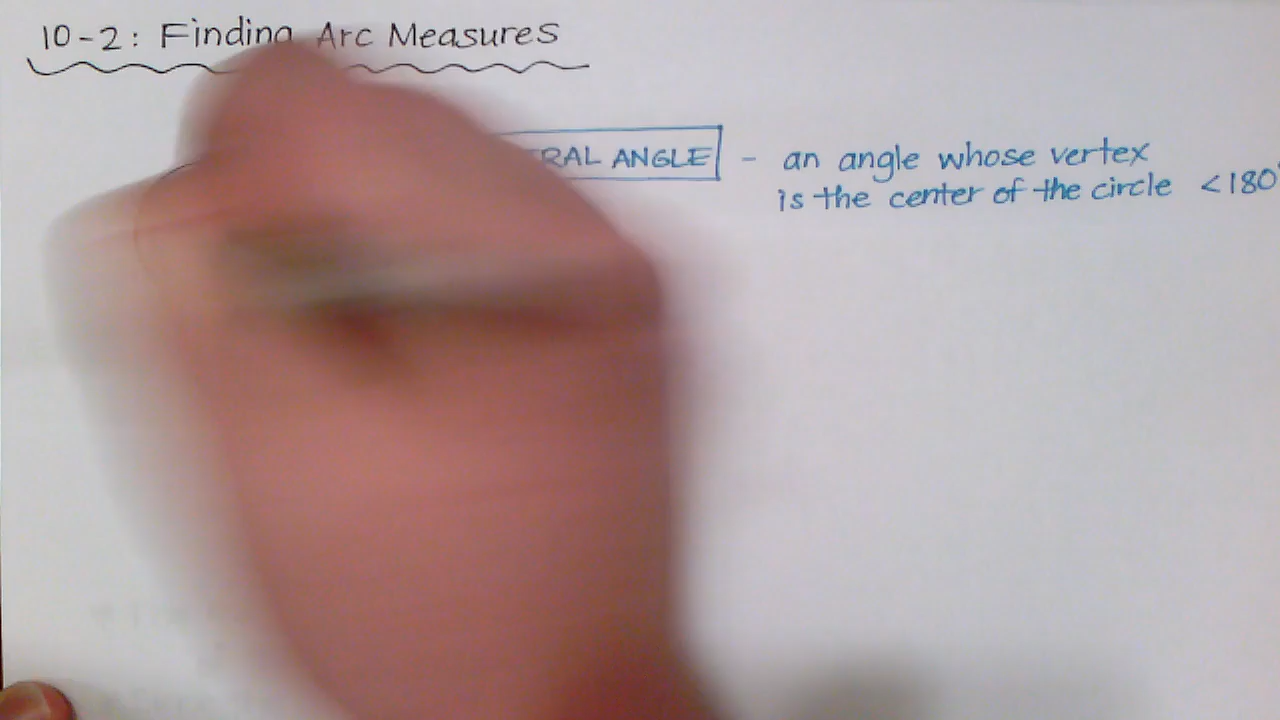 10-2: Finding Arc Measures
RAL ANGLE - an angle whose vertex
is the center of the circle <180°